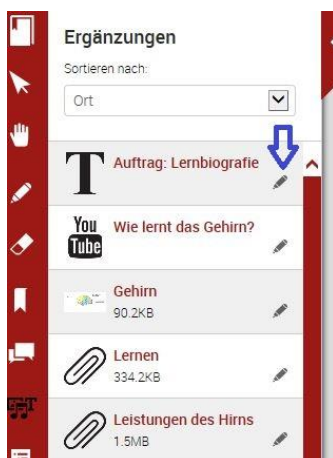 Ergänzungen
Sortieren nach:
Ort
T
Auftrag: Lernbiografie
You
Tube
Wie lernt das Gehirn?
Gehirn
90.2KB
Lernen
334.2KB
Leistungen des Hirns
1.5MB